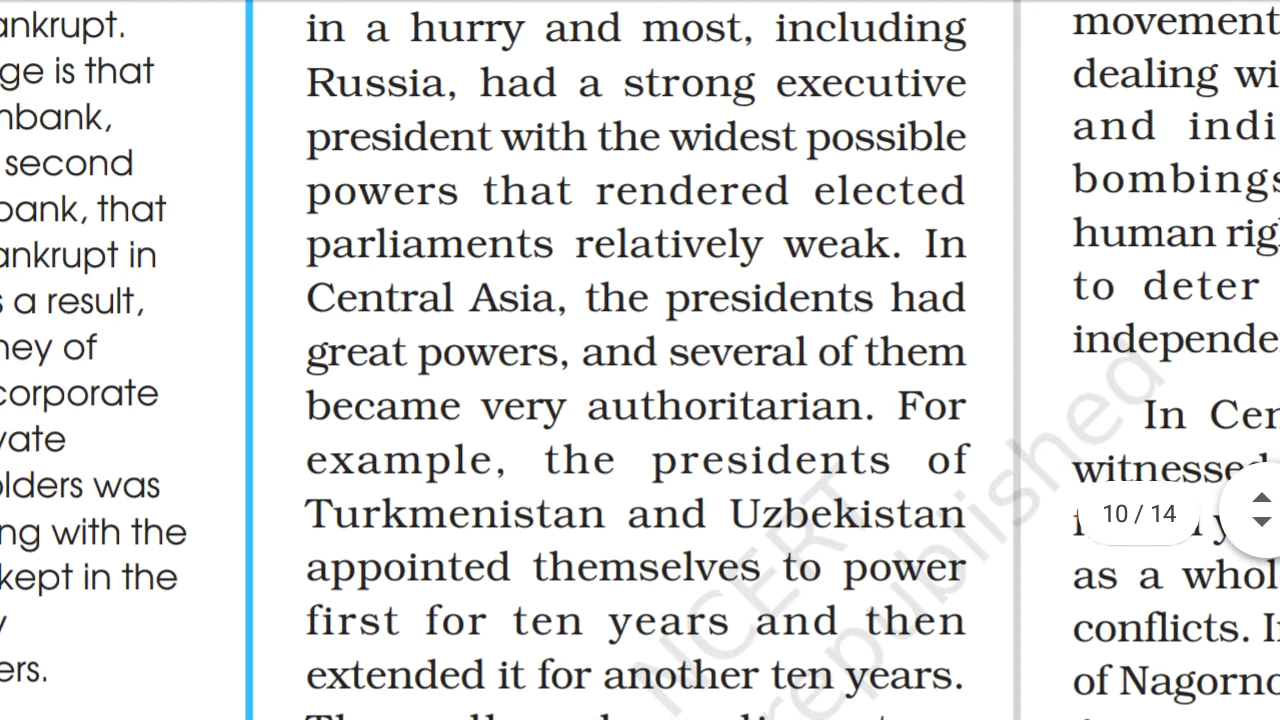 ankrupt.
ge is that
nbank,
second
bank, that
ankrupt in
s a result,
ney of
corporate
vate
olders was
ng with the
kept in the
y
ers.
in a hurry and most, including
Russia, had a strong executive
president with the widest possible
powers that rendered elected
parliaments relatively weak. In
Central Asia, the presidents had
great powers, and several of them
became very authoritarian. For
example, the presidents of
Turkmenistan and Uzbekistan
appointed themselves to power
first for ten years and then
extended it for another ten years.
movement
dealing wi
and indi
bombings
human rig
to deter
independe
In Cen
witnessed
10 / 14
as a whol
conflicts. I
of Nagorno
NCERT
republished